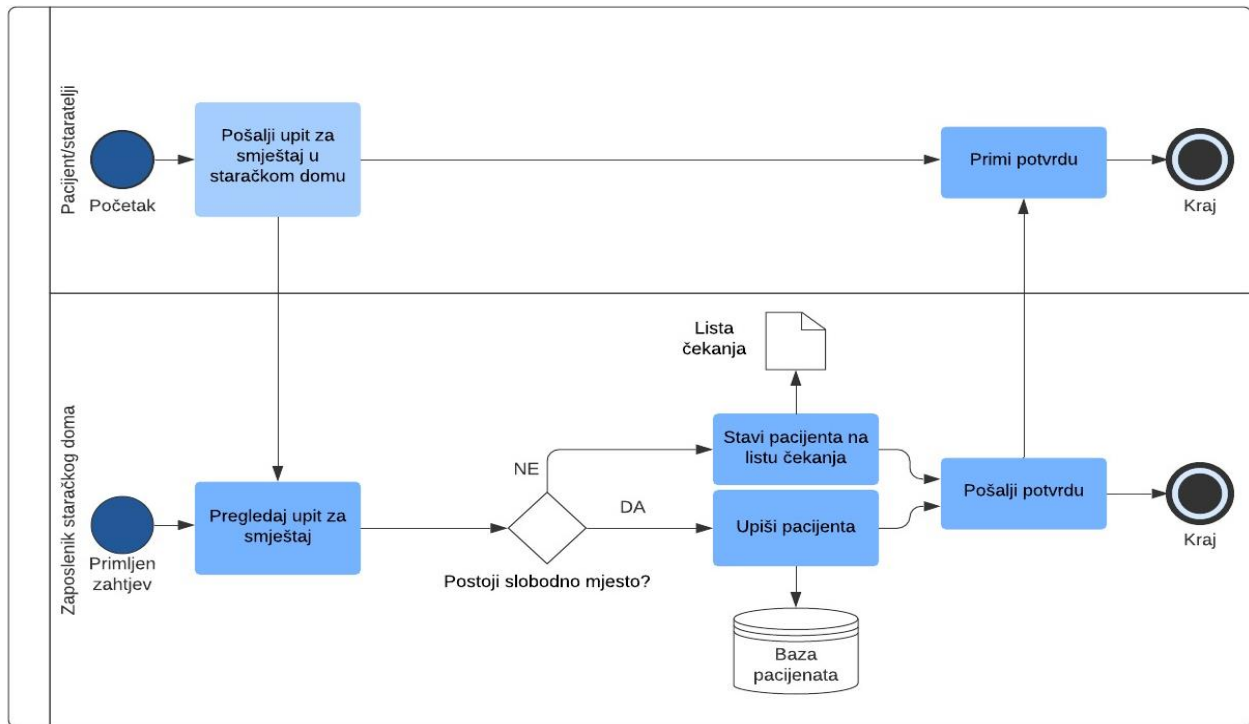 Pacijent/staratelji
Početak
Pošalji upit za
smještaj u
staračkom domu
Primi potvrdu
Kraj
Zaposlenik staračkog doma
Primljen
zahtjev
Pregledaj upit za
smještaj
Postoji slobodno mjesto?
NE
DA
Lista
čekanja
Stavi pacijenta na
listu čekanja
Upiši pacijenta
Baza
pacijenata
Pošalji potvrdu
Kraj